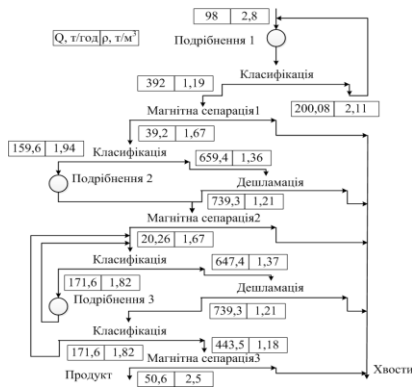 98 2,8
Q, т/год ρ, т/м³
Подрібнення 1
Класифікація
392 1,19
200,08 2,11
Магнітна сепарація1
39,2 1,67
159,6 1,94
Класифікація
659,4 1,36
Подрібнення 2
Дешламація
739,3 1,21
Магнітна сепарація2
20,26 1,67
Класифікація
647,4 1,37
171,6 1,82
Подрібнення 3
Дешламація
739,3 1,21
Класифікація
443,5 1,18
171,6 1,82
Магнітна сепарація3
Продукт
50,6 2,5
Хвости